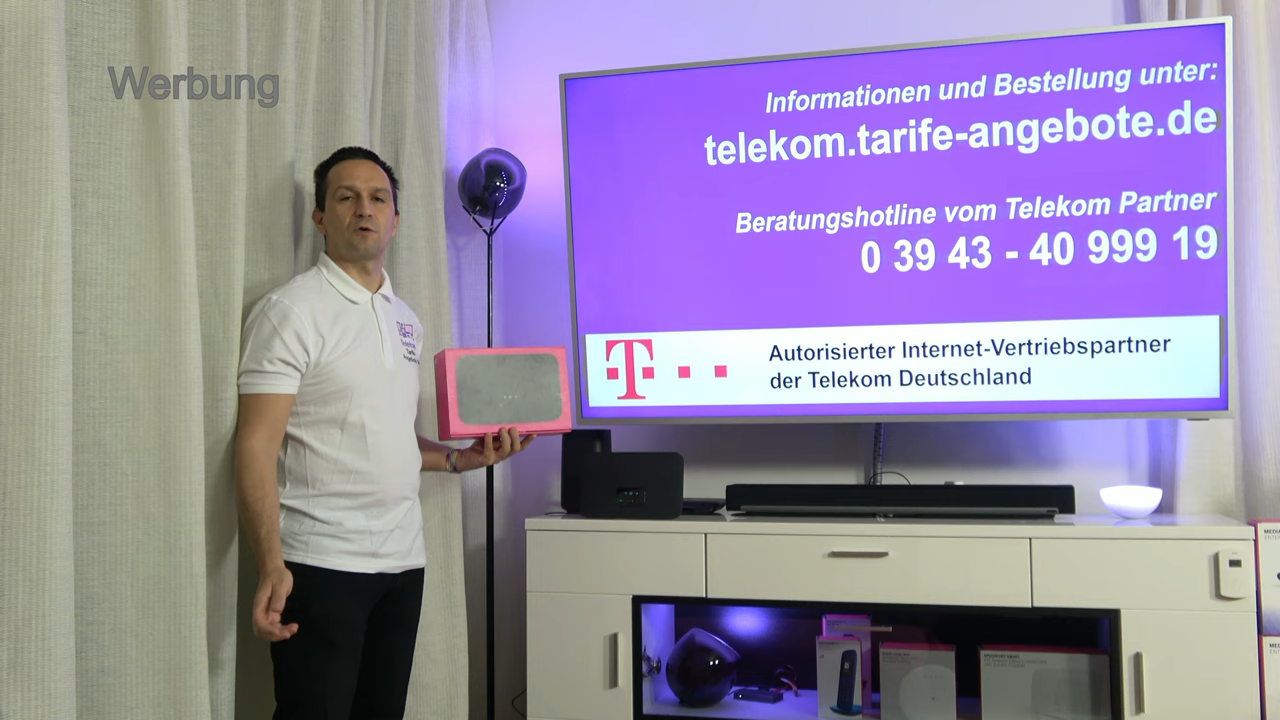 Werbung
Informationen und Bestellung unter:
telekom.tarife-angebote.de
Beratungshotline vom Telekom Partner
0 39 43 - 40 999 19
T
Autorisierter Internet-Vertriebspartner
der Telekom Deutschland